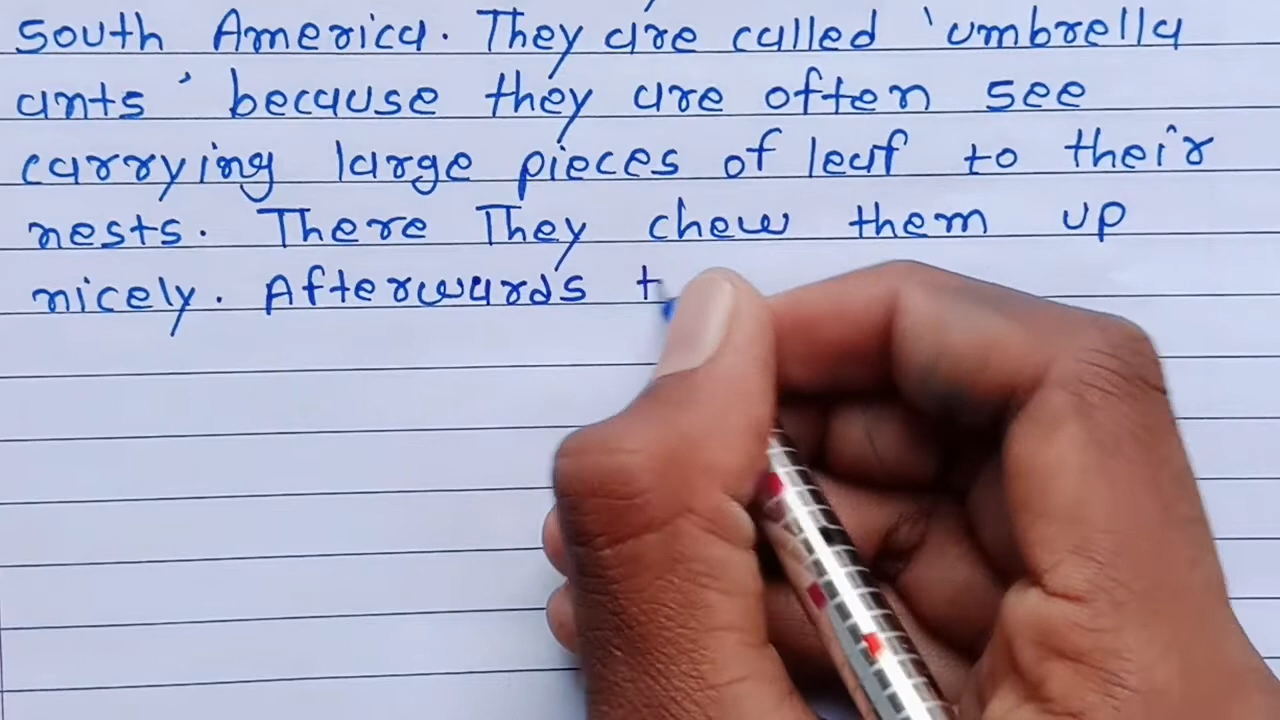 South America. They are called 'umbrella
ants' because they are often see
carrying large pieces of leaf to their
nests. There They chew them up
nicely. Afterwards t